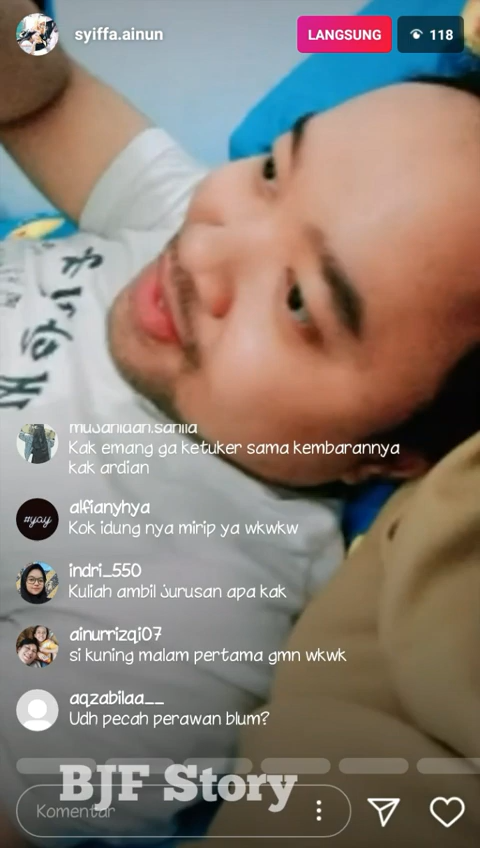 syiffa.ainun
LANGSUNG
118
Kak emang ga ketuker sama kembarannya
kak ardian
#yay
alfianyhya
Kok idung nya mirip ya wkwkw
indri_550
Kuliah ambil jurusan apa kak
ainurrizqi07
si kuning malam pertama gmn wkwk
aqzabilaa__
Udh pecah perawan blum?
BJF Story
Komentar